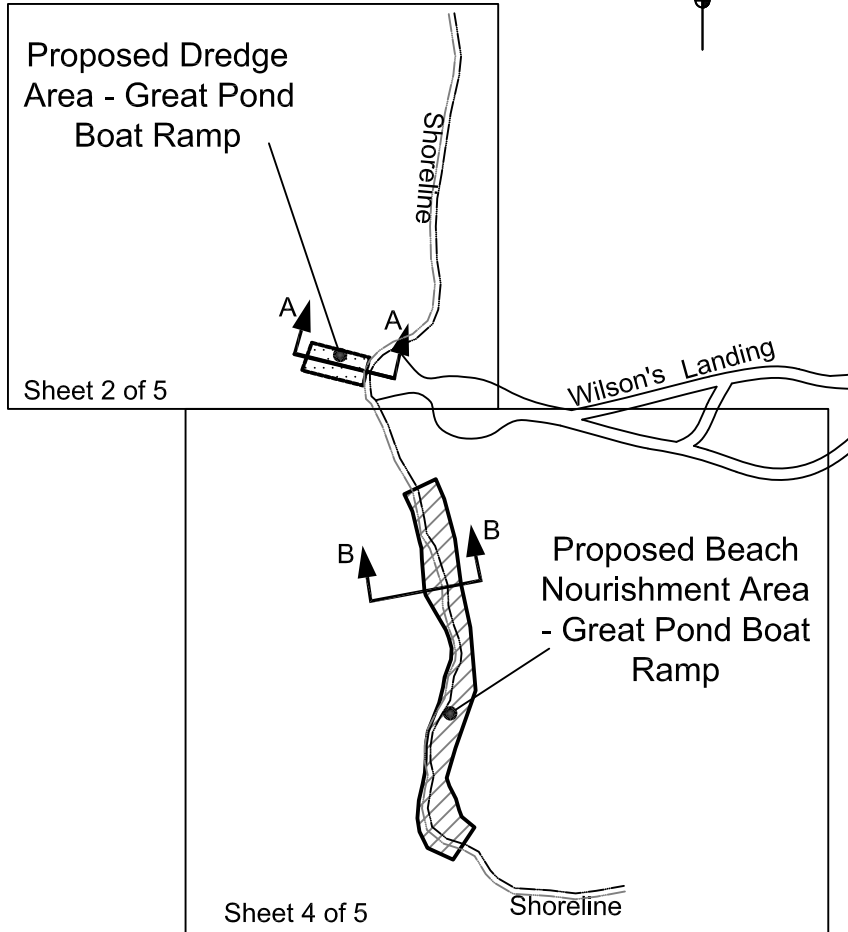 Proposed Dredge
Area - Great Pond
Boat Ramp
Shoreline
A
A
Sheet 2 of 5
Wilson's Landing
B
B
Proposed Beach
Nourishment Area
- Great Pond Boat
Ramp
Sheet 4 of 5
Shoreline